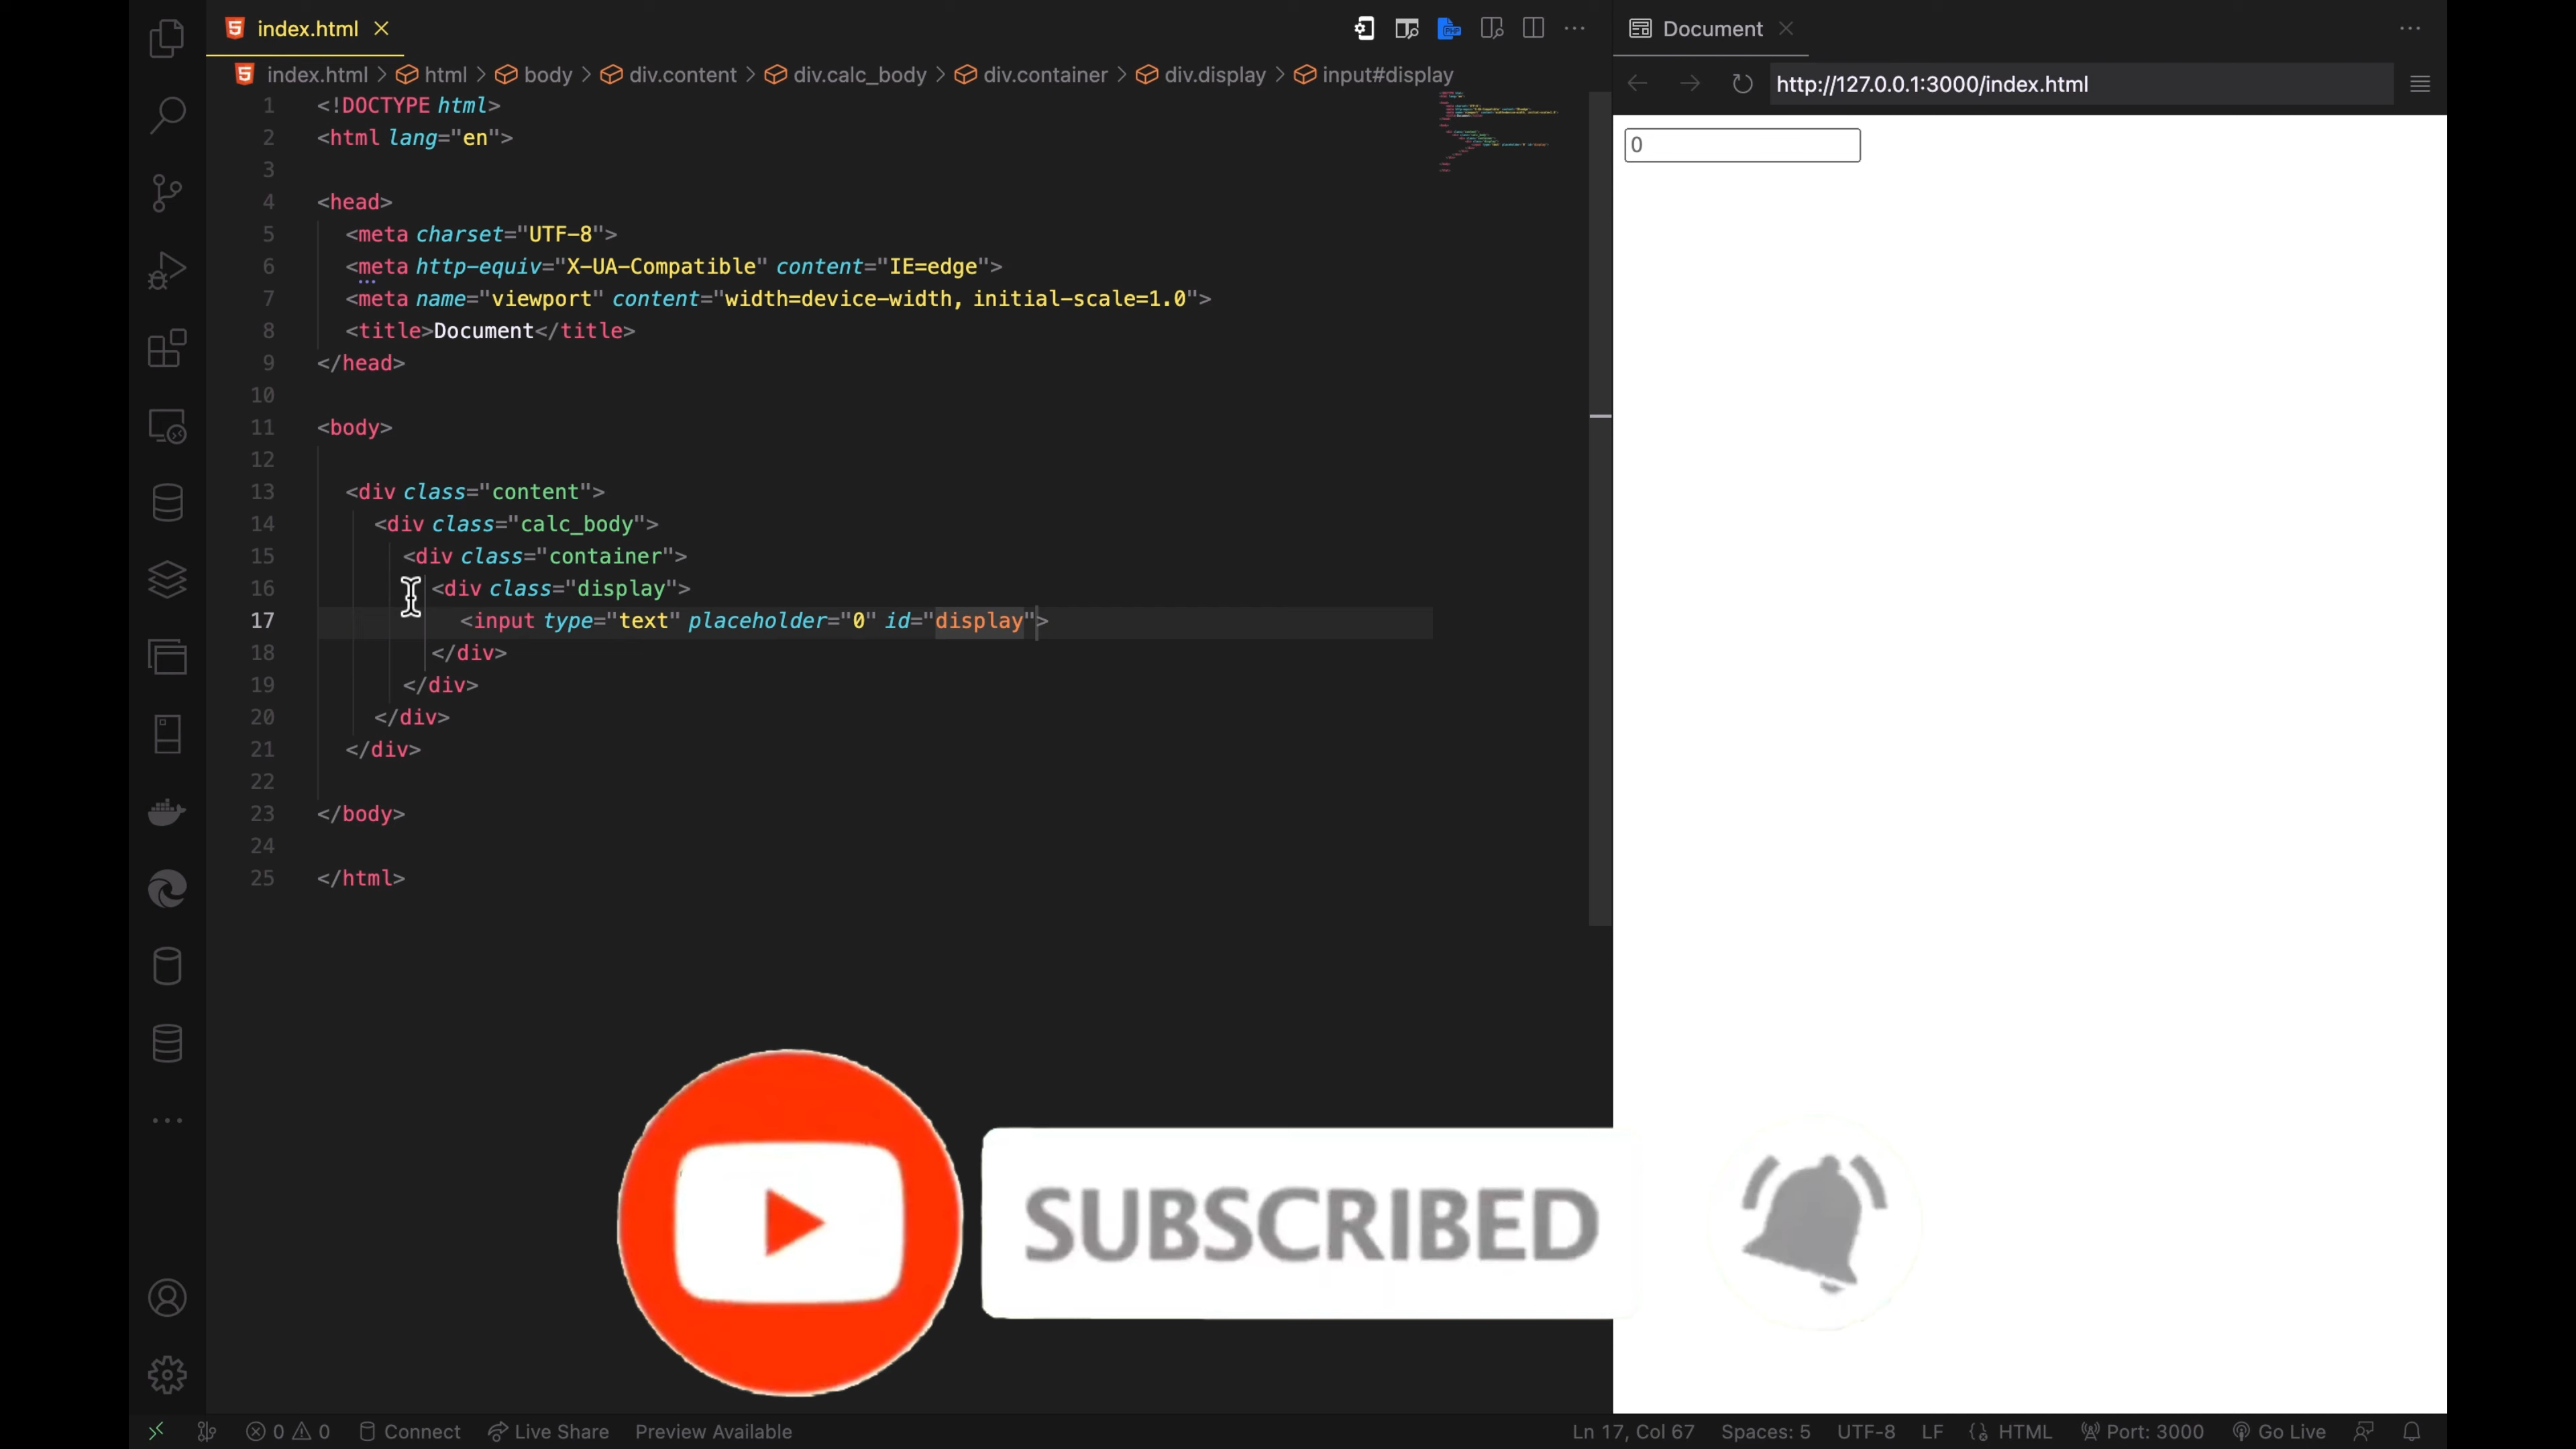 index.html
Document
index.html > html > body > div.content > div.calc_body > div.container > div.display > input#display
http://127.0.0.1:3000/index.html
0
1 <!DOCTYPE html>
2 <html lang="en">
3
4 <head>
5 <meta charset="UTF-8">
6 <meta http-equiv="X-UA-Compatible" content="IE=edge">
7 <meta name="viewport" content="width=device-width, initial-scale=1.0">
8 <title>Document</title>
9 </head>
10
11 <body>
12
13 <div class="content">
14 <div class="calc_body">
15 <div class="container">
16 <div class="display">
17 <input type="text" placeholder="0" id="display">
18 </div>
19 </div>
20 </div>
21 </div>
22
23 </body>
24
25 </html>
SUBSCRIBED
0 0 Connect Live Share Preview Available Ln 17, Col 67 Spaces: 5 UTF-8 LF HTML Port: 3000 Go Live